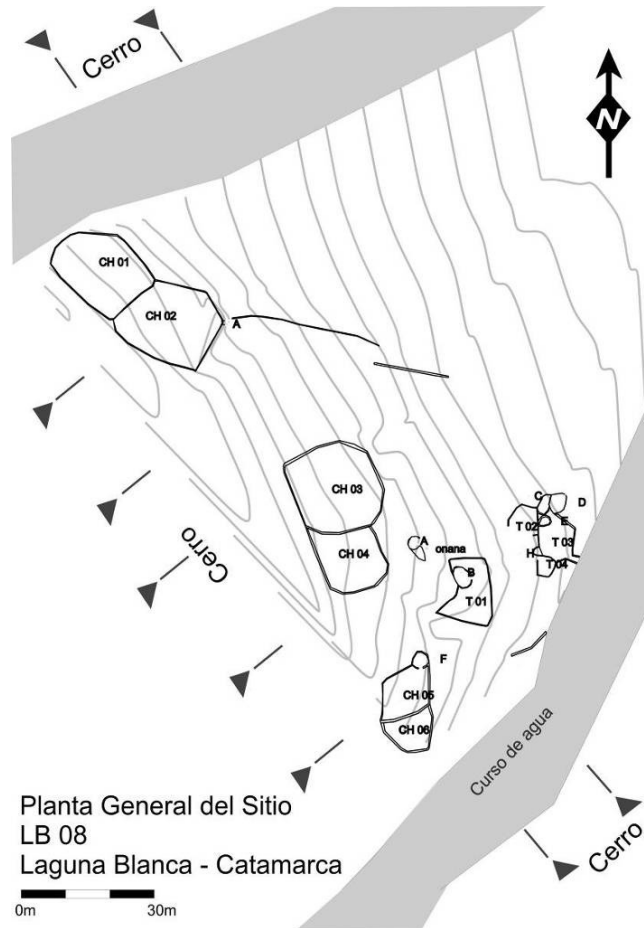 Cerro
N
CH 01
CH 02
A
CH 03
CH 04
A
onana
B
T 01
C
D
T 02
E
T 03
H
T 04
F
CH 05
CH 06
Cerro
Curso de agua
Cerro
Planta General del Sitio
LB 08
Laguna Blanca - Catamarca
0m 30m